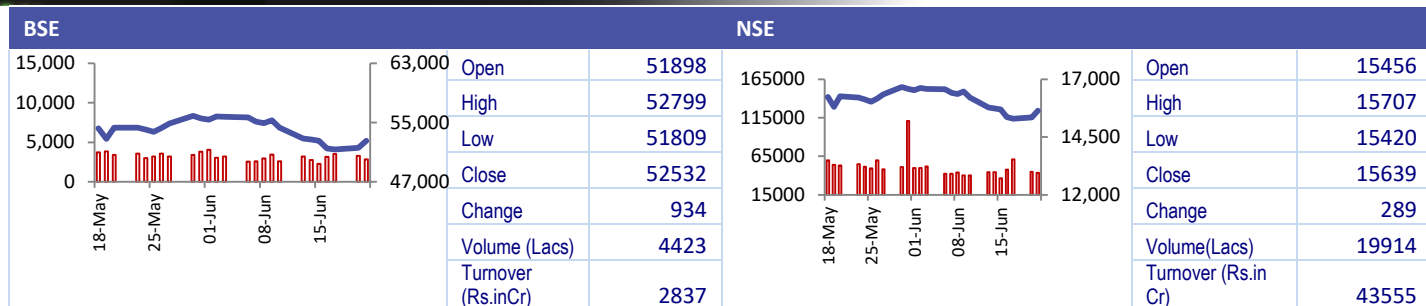 BSE
NSE
15,000
10,000
5,000
0
63,000
55,000
47,000
18-May
25-May
01-Jun
08-Jun
15-Jun
Open 51898
High 52799
Low 51809
Close 52532
Change 934
Volume (Lacs) 4423
Turnover
(Rs.inCr) 2837
165000
115000
65000
15000
17,000
14,500
12,000
18-May
25-May
01-Jun
08-Jun
15-Jun
Open 15456
High 15707
Low 15420
Close 15639
Change 289
Volume(Lacs) 19914
Turnover (Rs.in
Cr) 43555